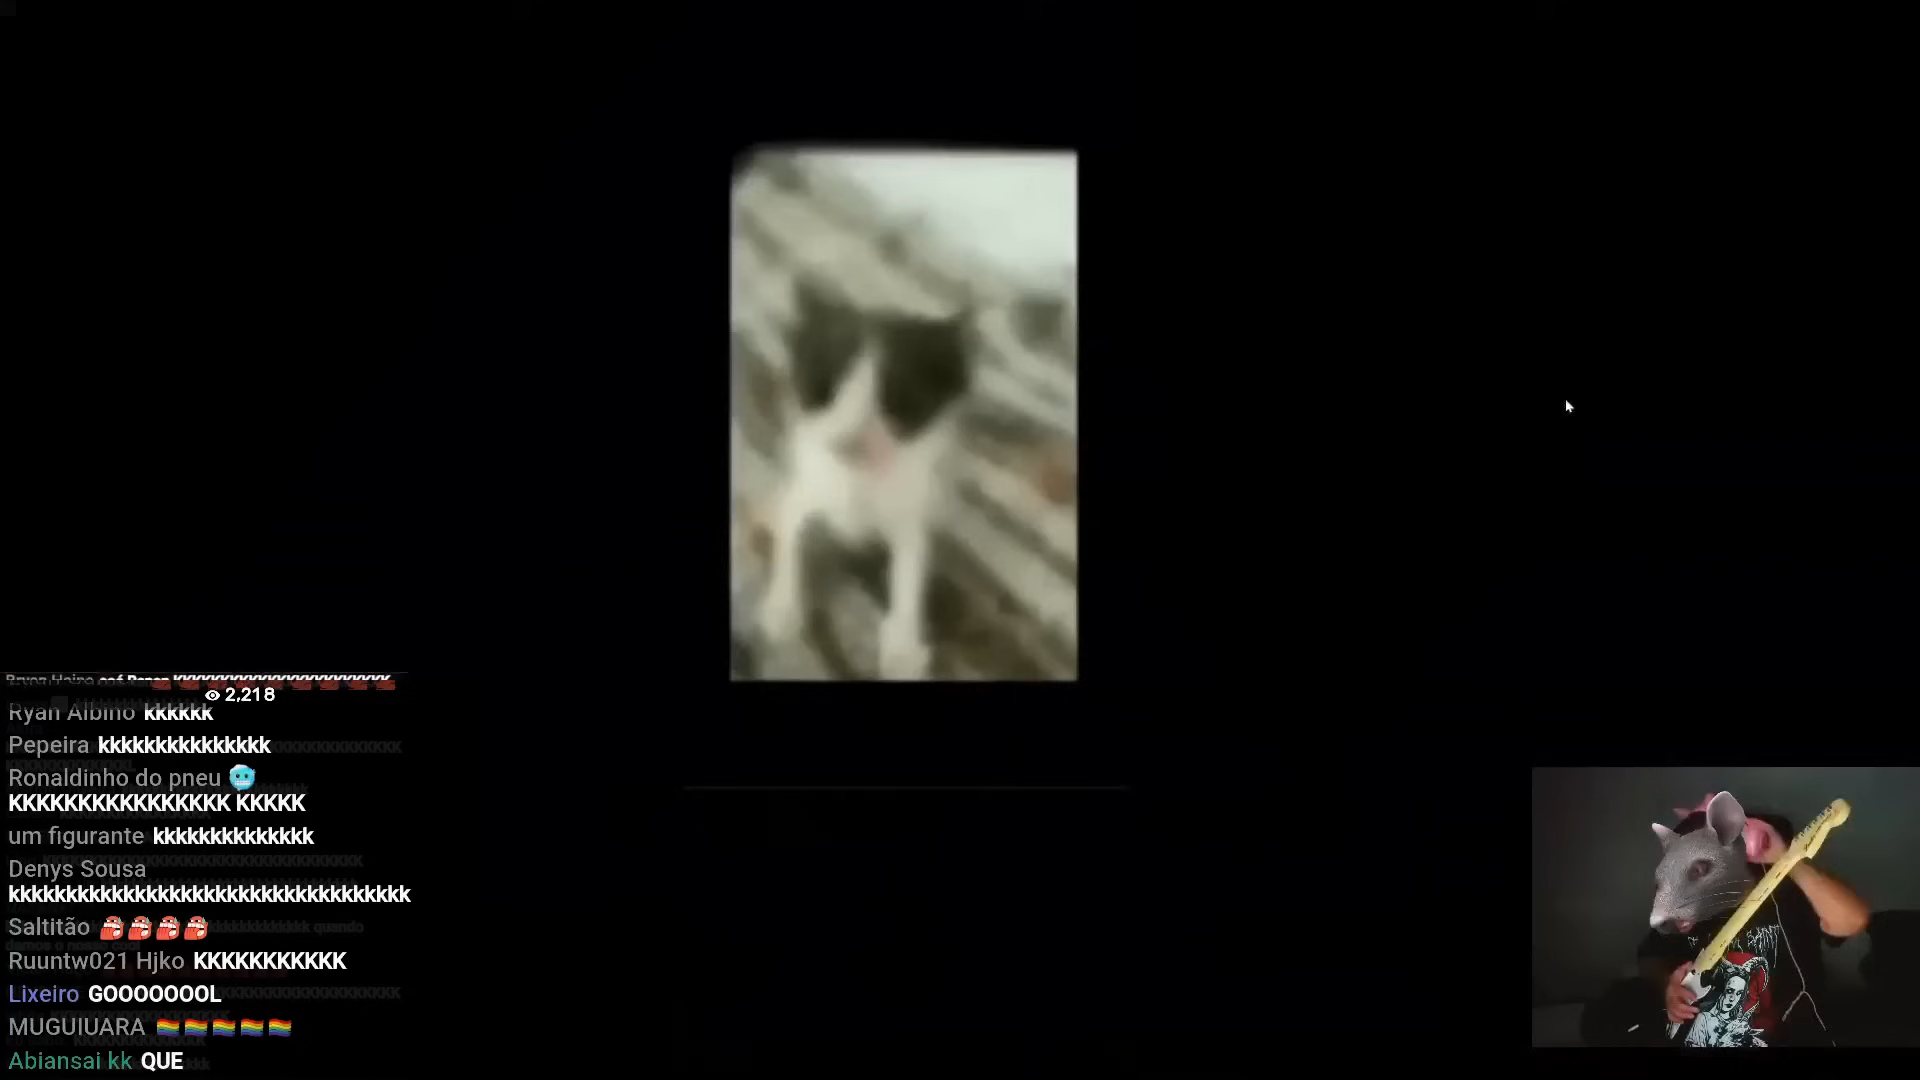 2,218
Ryan Albino kkkkkk
Pepeira kkkkkkkkkkkkkkk
Ronaldinho do pneu 🥶
KKKKKKKKKKKKKKKK KKKKK
um figurante kkkkkkkkkkkkkk
Denys Sousa
kkkkkkkkkkkkkkkkkkkkkkkkkkkkkkkkkkk
Saltitão
Ruuntw021 Hjko KKKKKKKKKKK
Lixeiro GOOOOOOOL
MUGUIUARA 🏳️‍🌈🏳️‍🌈🏳️‍🌈🏳️‍🌈🏳️‍🌈
Abiansai kk QUE